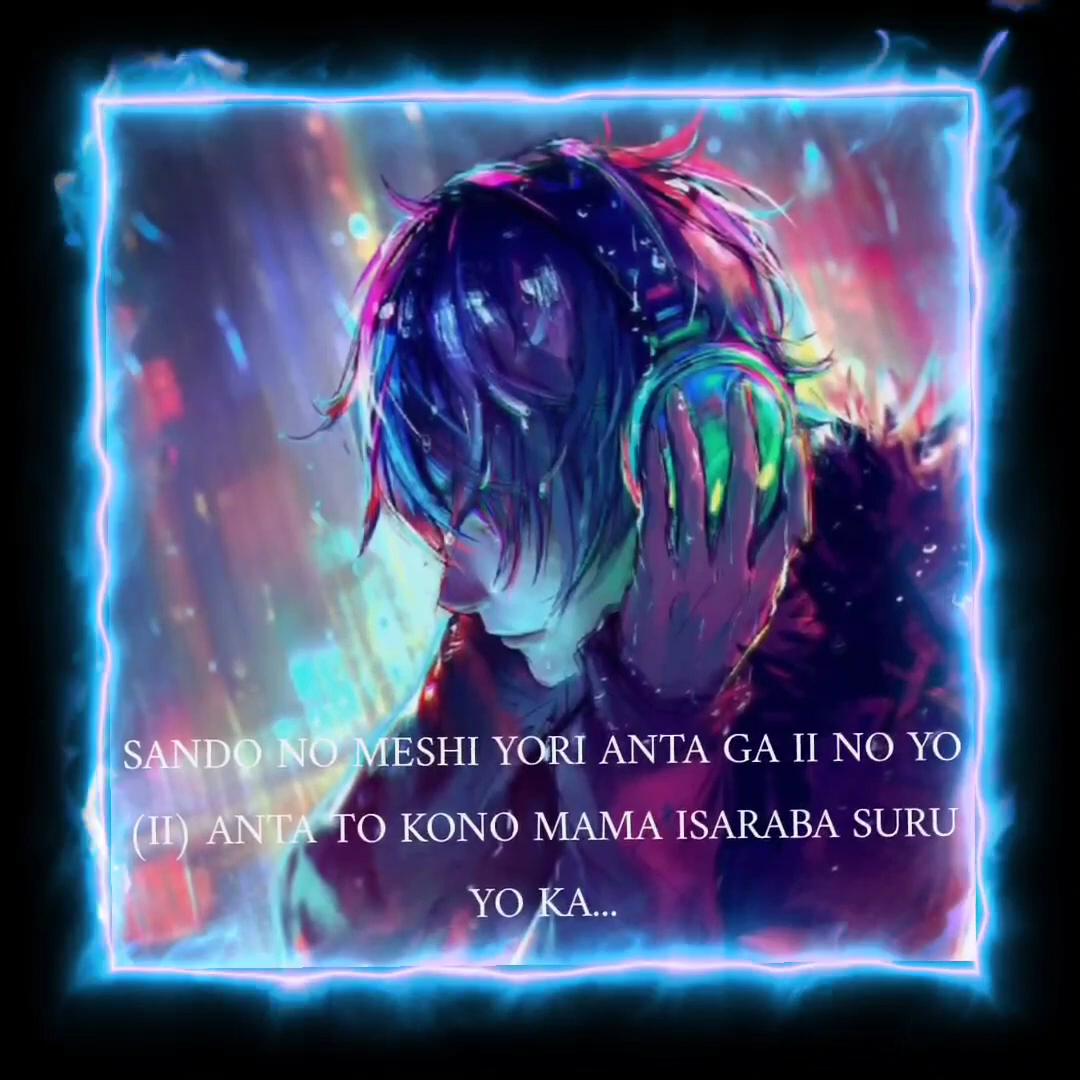 SANDO NO MESHI YORI ANTA GA II NO YO
(II) ANTA TO KONO MAMA ISARABA SURU
YO KA...